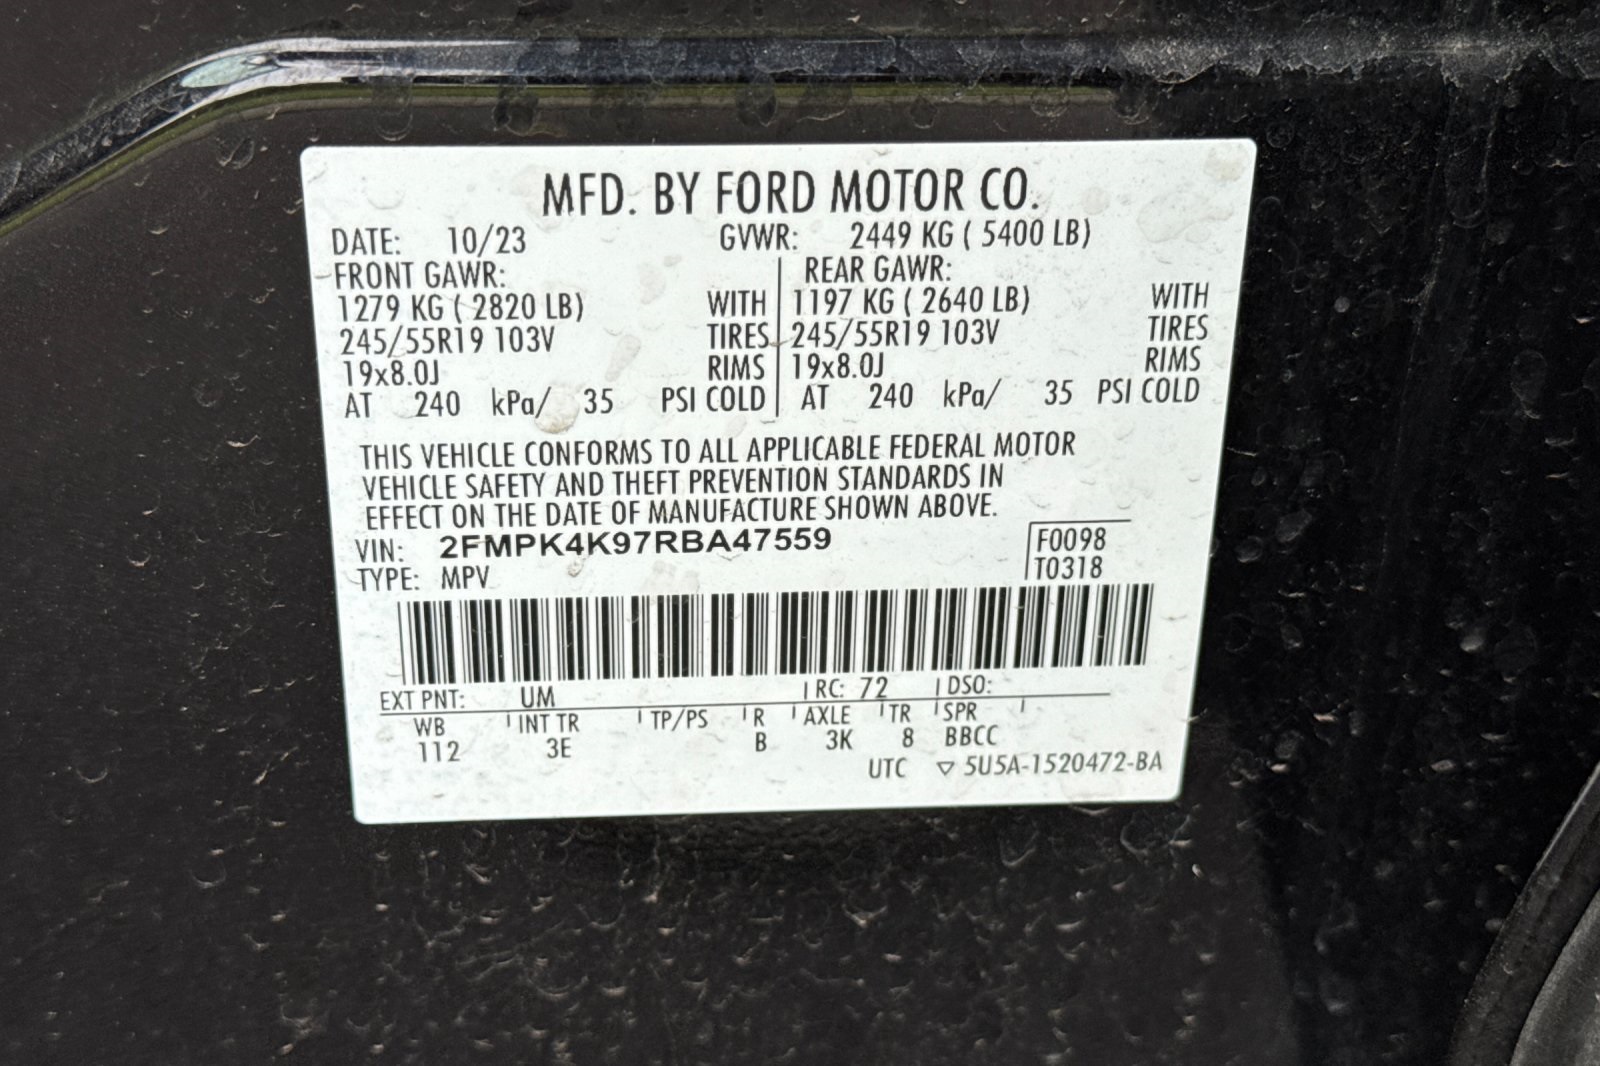 MFD. BY FORD MOTOR CO.
DATE: 10/23 GVWR: 2449 KG ( 5400 LB)
FRONT GAWR: REAR GAWR:
1279 KG ( 2820 LB) WITH 1197 KG ( 2640 LB) WITH
245/55R19 103V TIRES 245/55R19 103V TIRES
19x8.0J RIMS 19x8.0J RIMS
AT 240 kPa/ 35 PSI COLD AT 240 kPa/ 35 PSI COLD
THIS VEHICLE CONFORMS TO ALL APPLICABLE FEDERAL MOTOR
VEHICLE SAFETY AND THEFT PREVENTION STANDARDS IN
EFFECT ON THE DATE OF MANUFACTURE SHOWN ABOVE.
VIN: 2FMPK4K97RBA47559 F0098
TYPE: MPV T0318
EXT PNT: UM RC: 72 DSO:
WB INT TR TP/PS R AXLE TR SPR
112 3E B 3K 8 BBCC
UTC ▽ 5U5A-1520472-BA